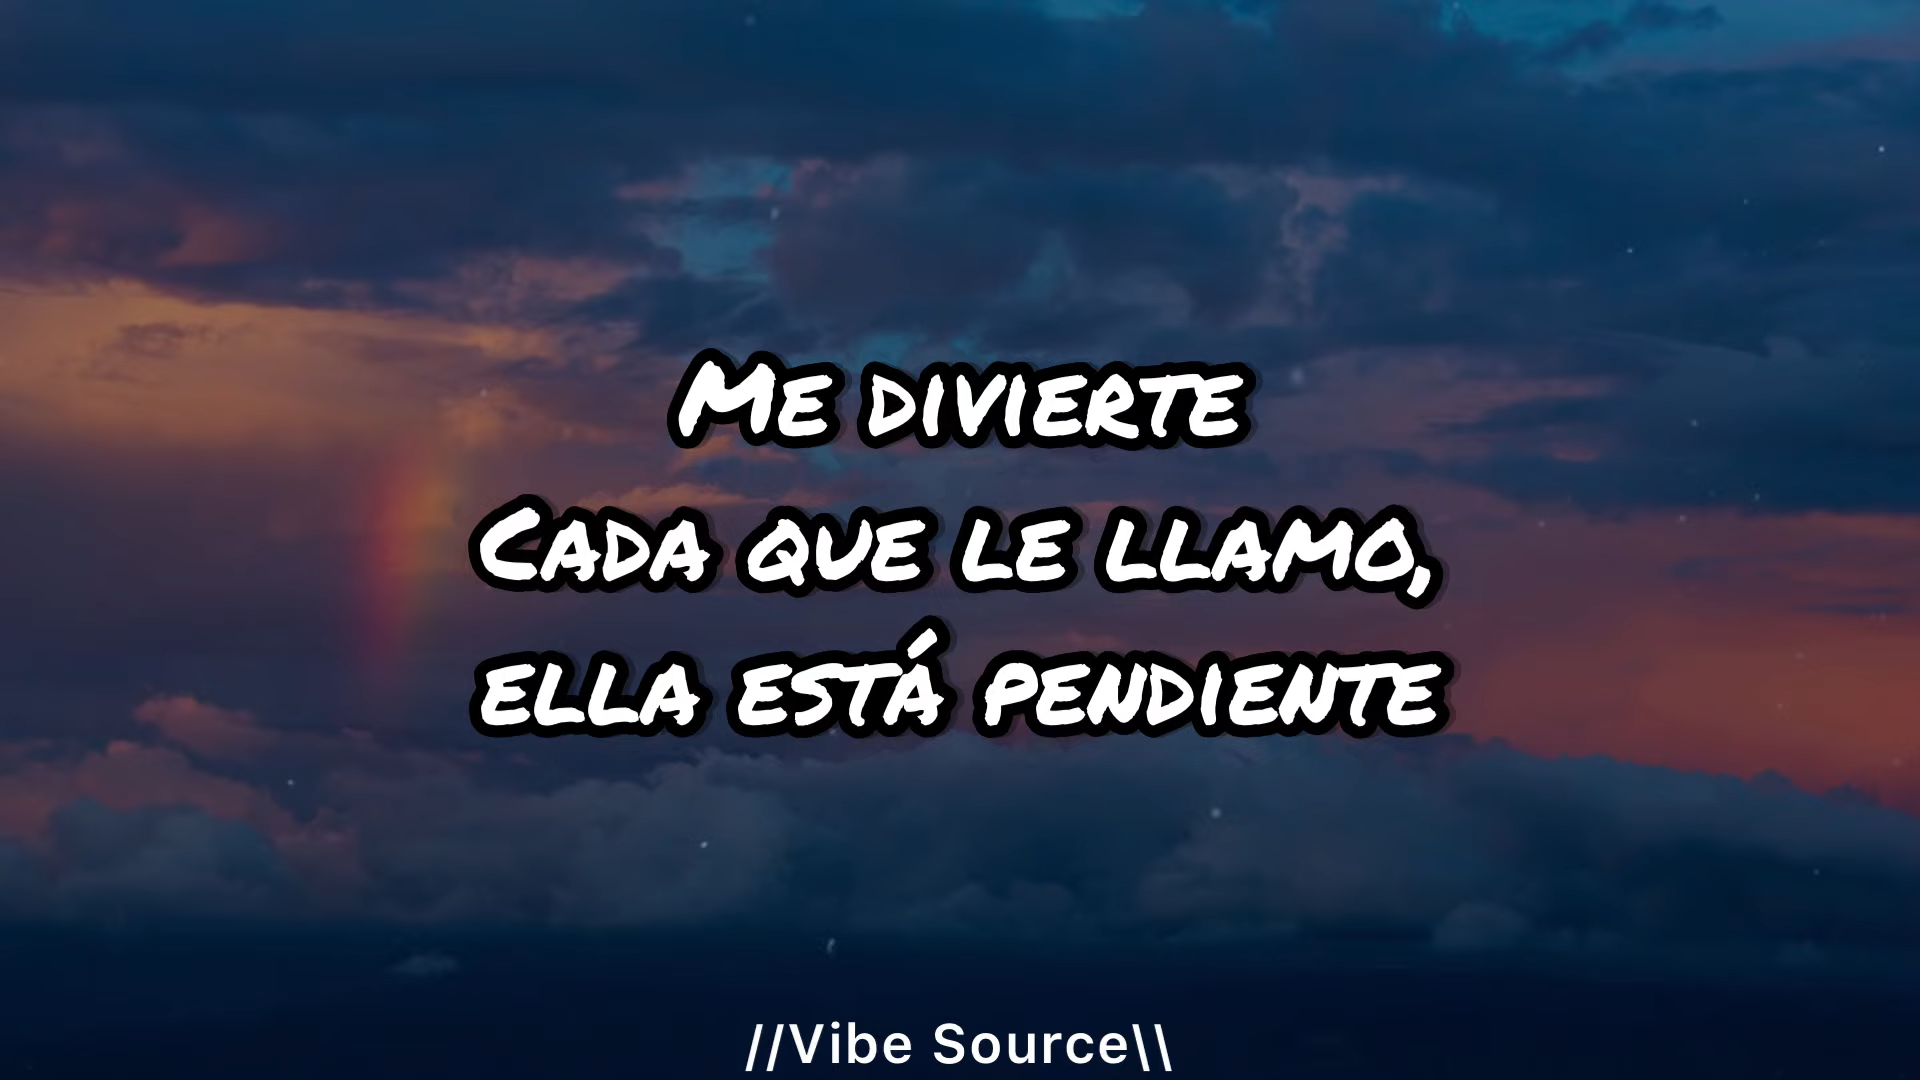 Me divierte
Cada que le llamo,
ella está pendiente
//Vibe Source\\